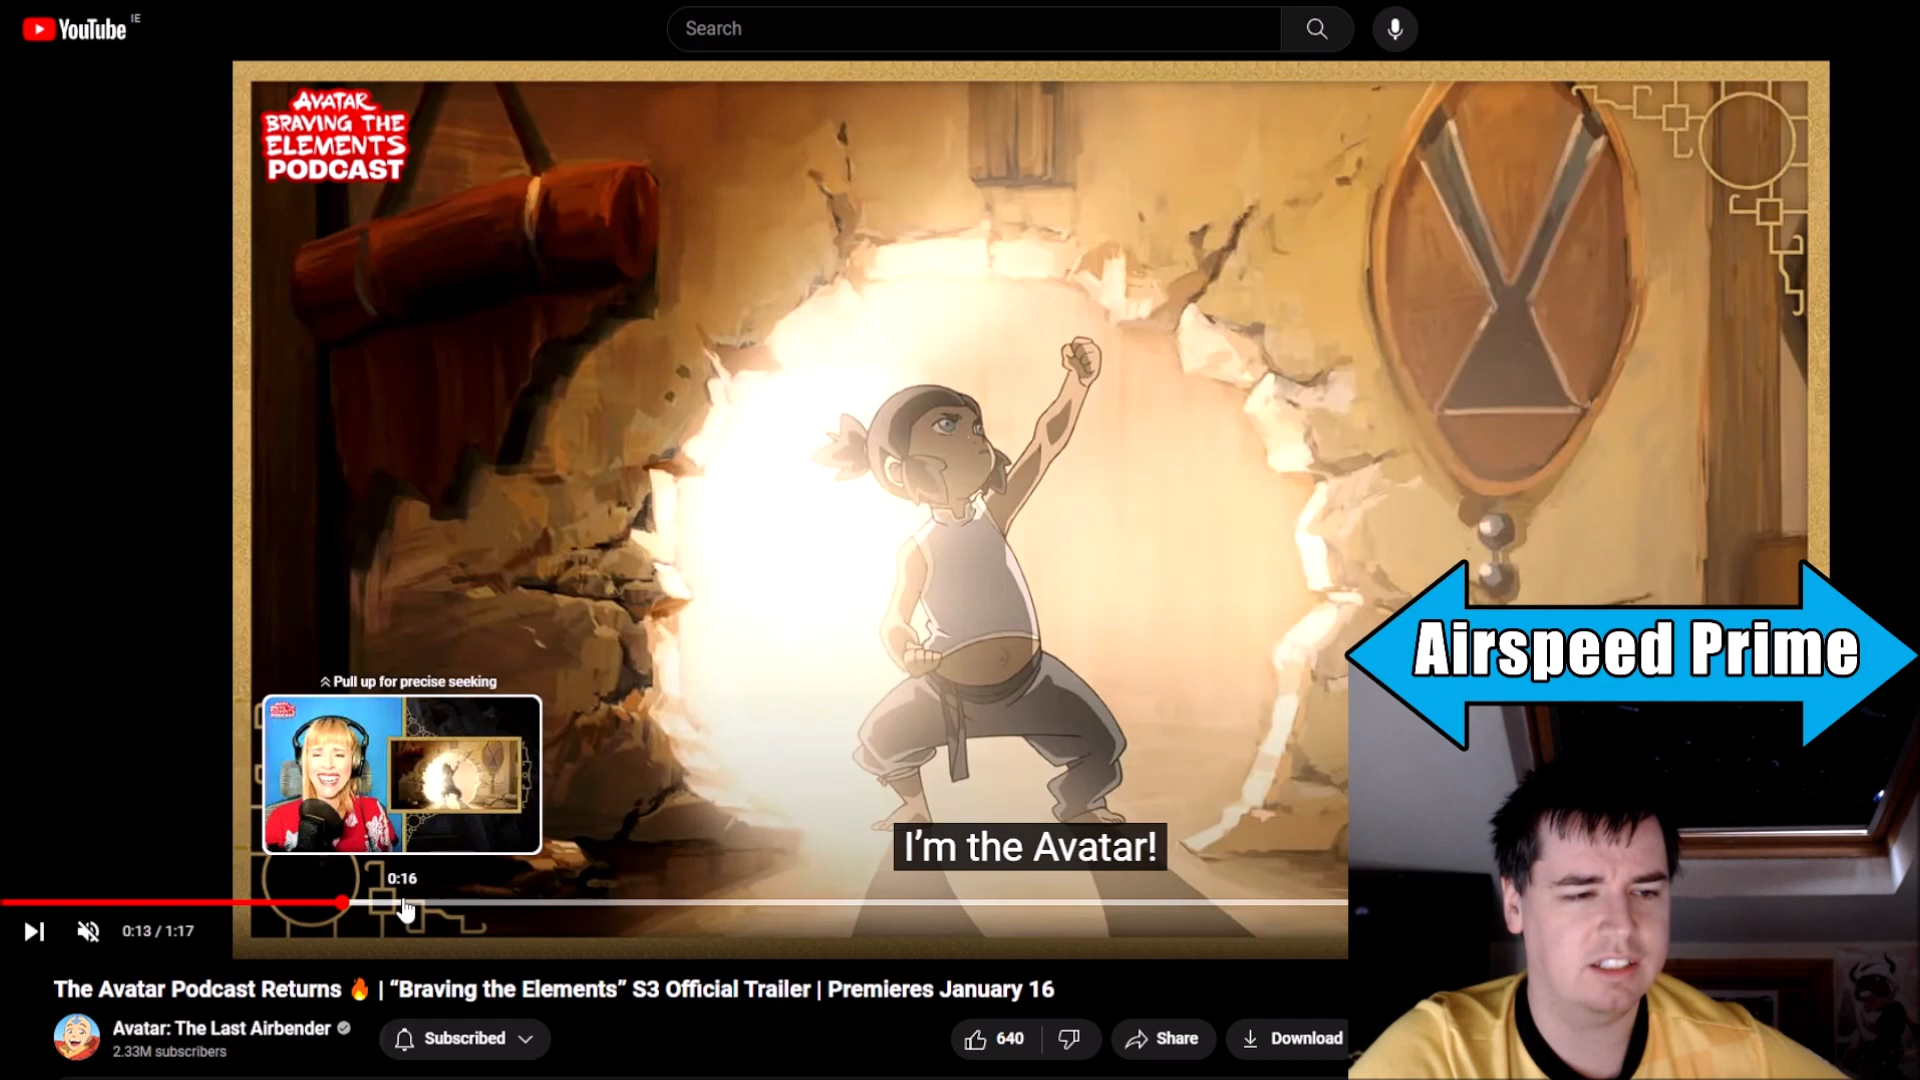 YouTube IE
Search
AVATAR
BRAVING THE
ELEMENTS
PODCAST
Airspeed Prime
Pull up for precise seeking
I'm the Avatar!
0:16
0:13 / 1:17
The Avatar Podcast Returns 🔥 | “Braving the Elements” S3 Official Trailer | Premieres January 16
Avatar: The Last Airbender
2.33M subscribers
Subscribed
640
Share
Download